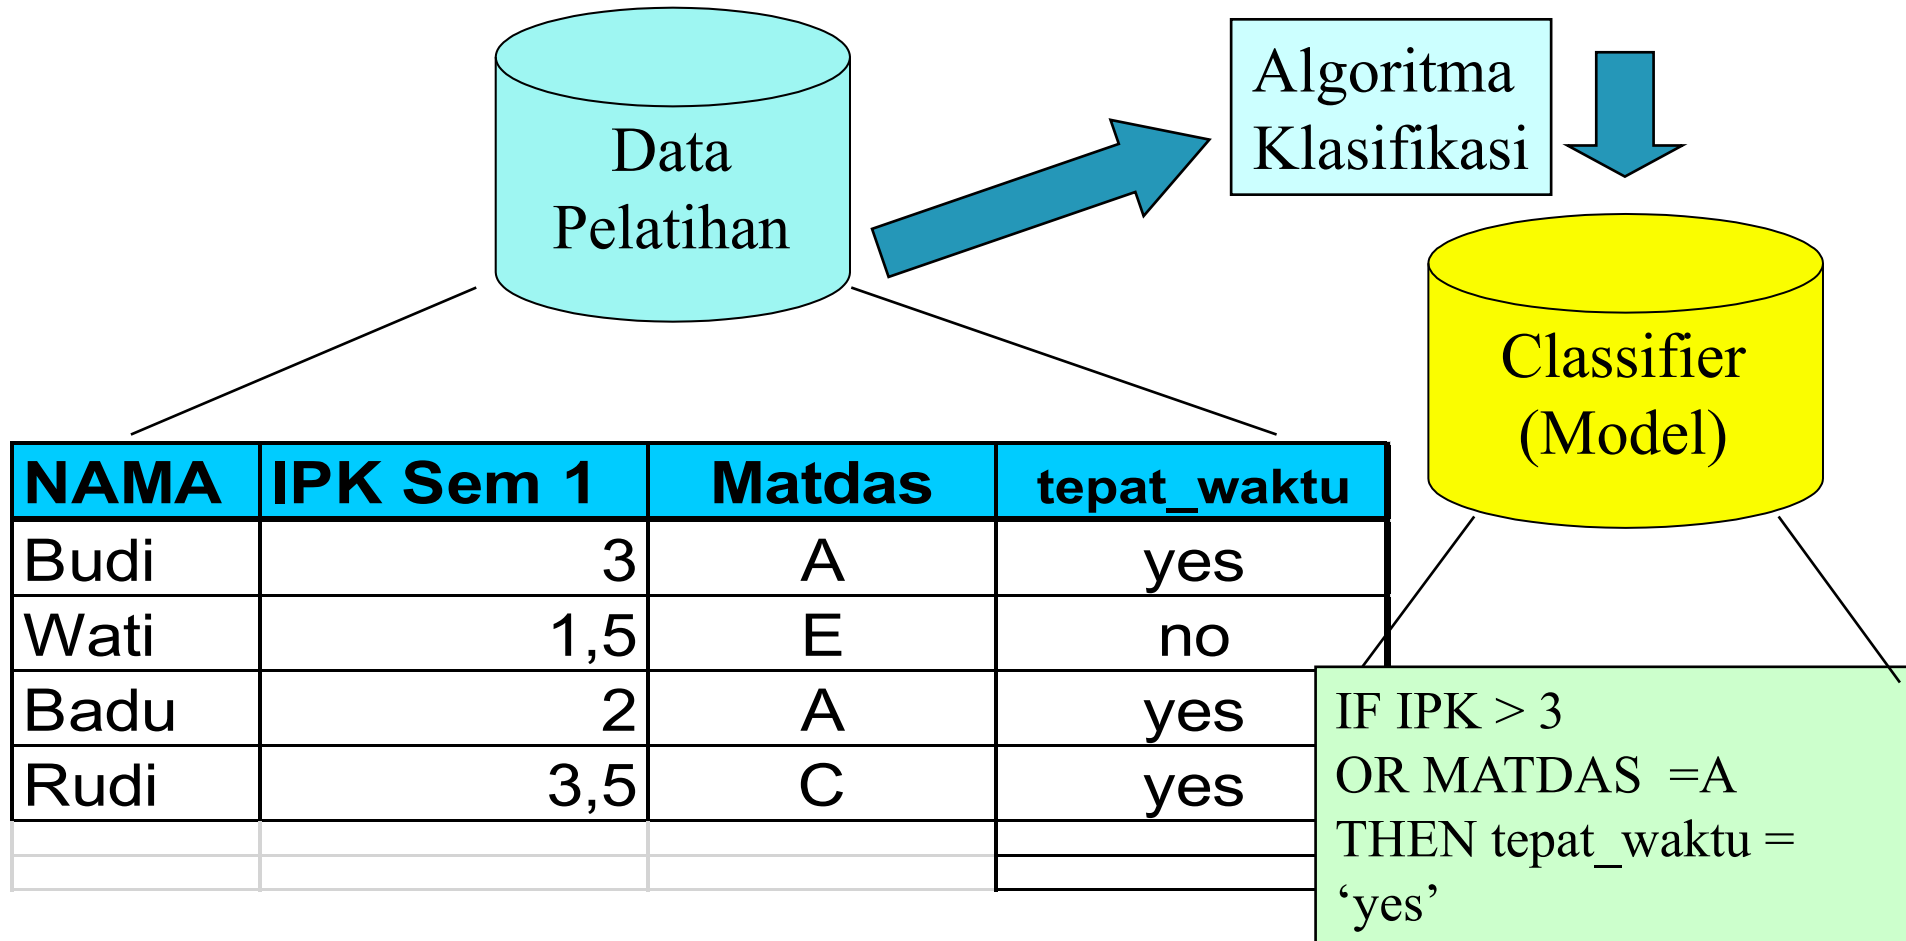 Data
Pelatihan
Algoritma
Klasifikasi
Classifier
(Model)
NAMA IPK Sem 1 Matdas tepat_waktu
Budi 3 A yes
Wati 1,5 E no
Badu 2 A yes
Rudi 3,5 C yes
IF IPK > 3
OR MATDAS =A
THEN tepat_waktu =
‘yes’